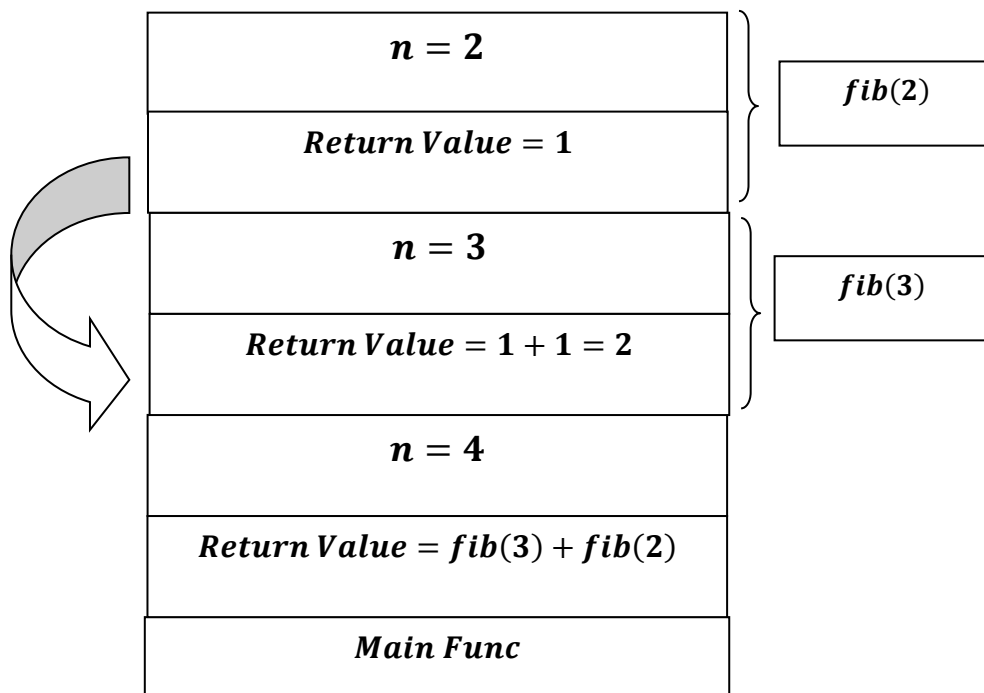 n = 2
fib(2)
Return Value = 1
n = 3
fib(3)
Return Value = 1 + 1 = 2
n = 4
Return Value = fib(3) + fib(2)
Main Func